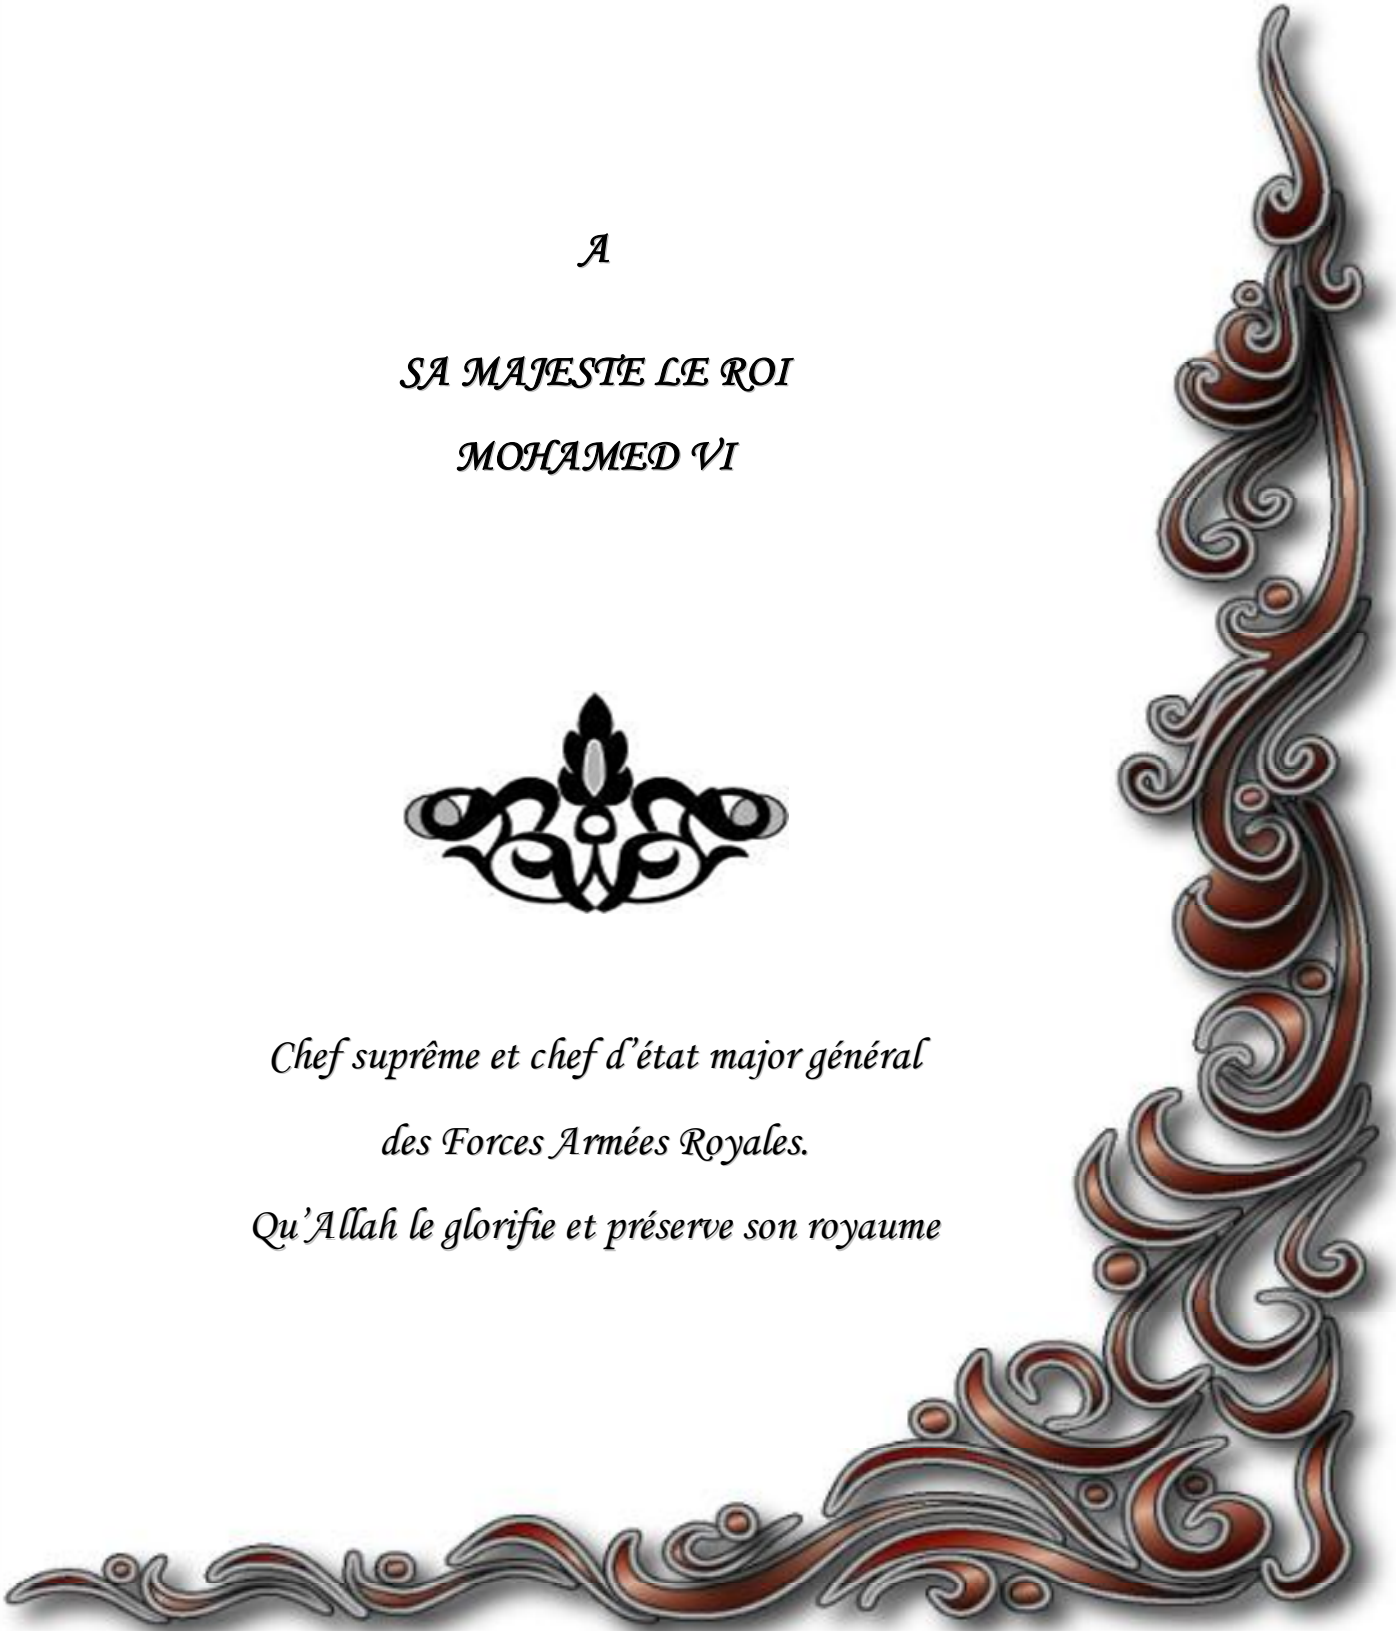 A
SA MAJESTE LE ROI
MOHAMED VI
Chef suprême et chef d’état major général
des Forces Armées Royales.
Qu’Allah le glorifie et préserve son royaume